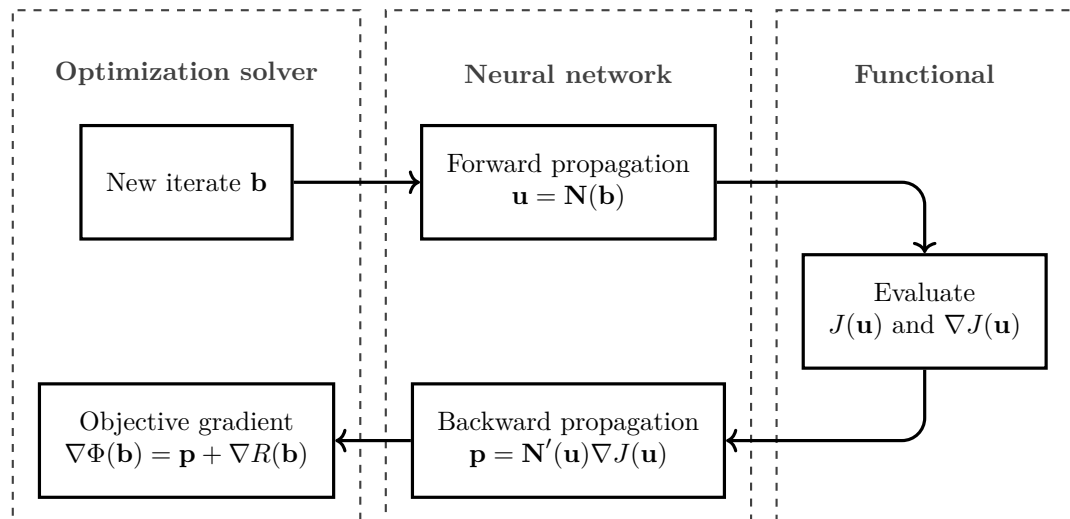 Optimization solver
Neural network
Functional
New iterate b
Forward propagation
u = N(b)
Evaluate
J(u) and ∇J(u)
Objective gradient
∇Φ(b) = p + ∇R(b)
Backward propagation
p = N′(u)∇J(u)